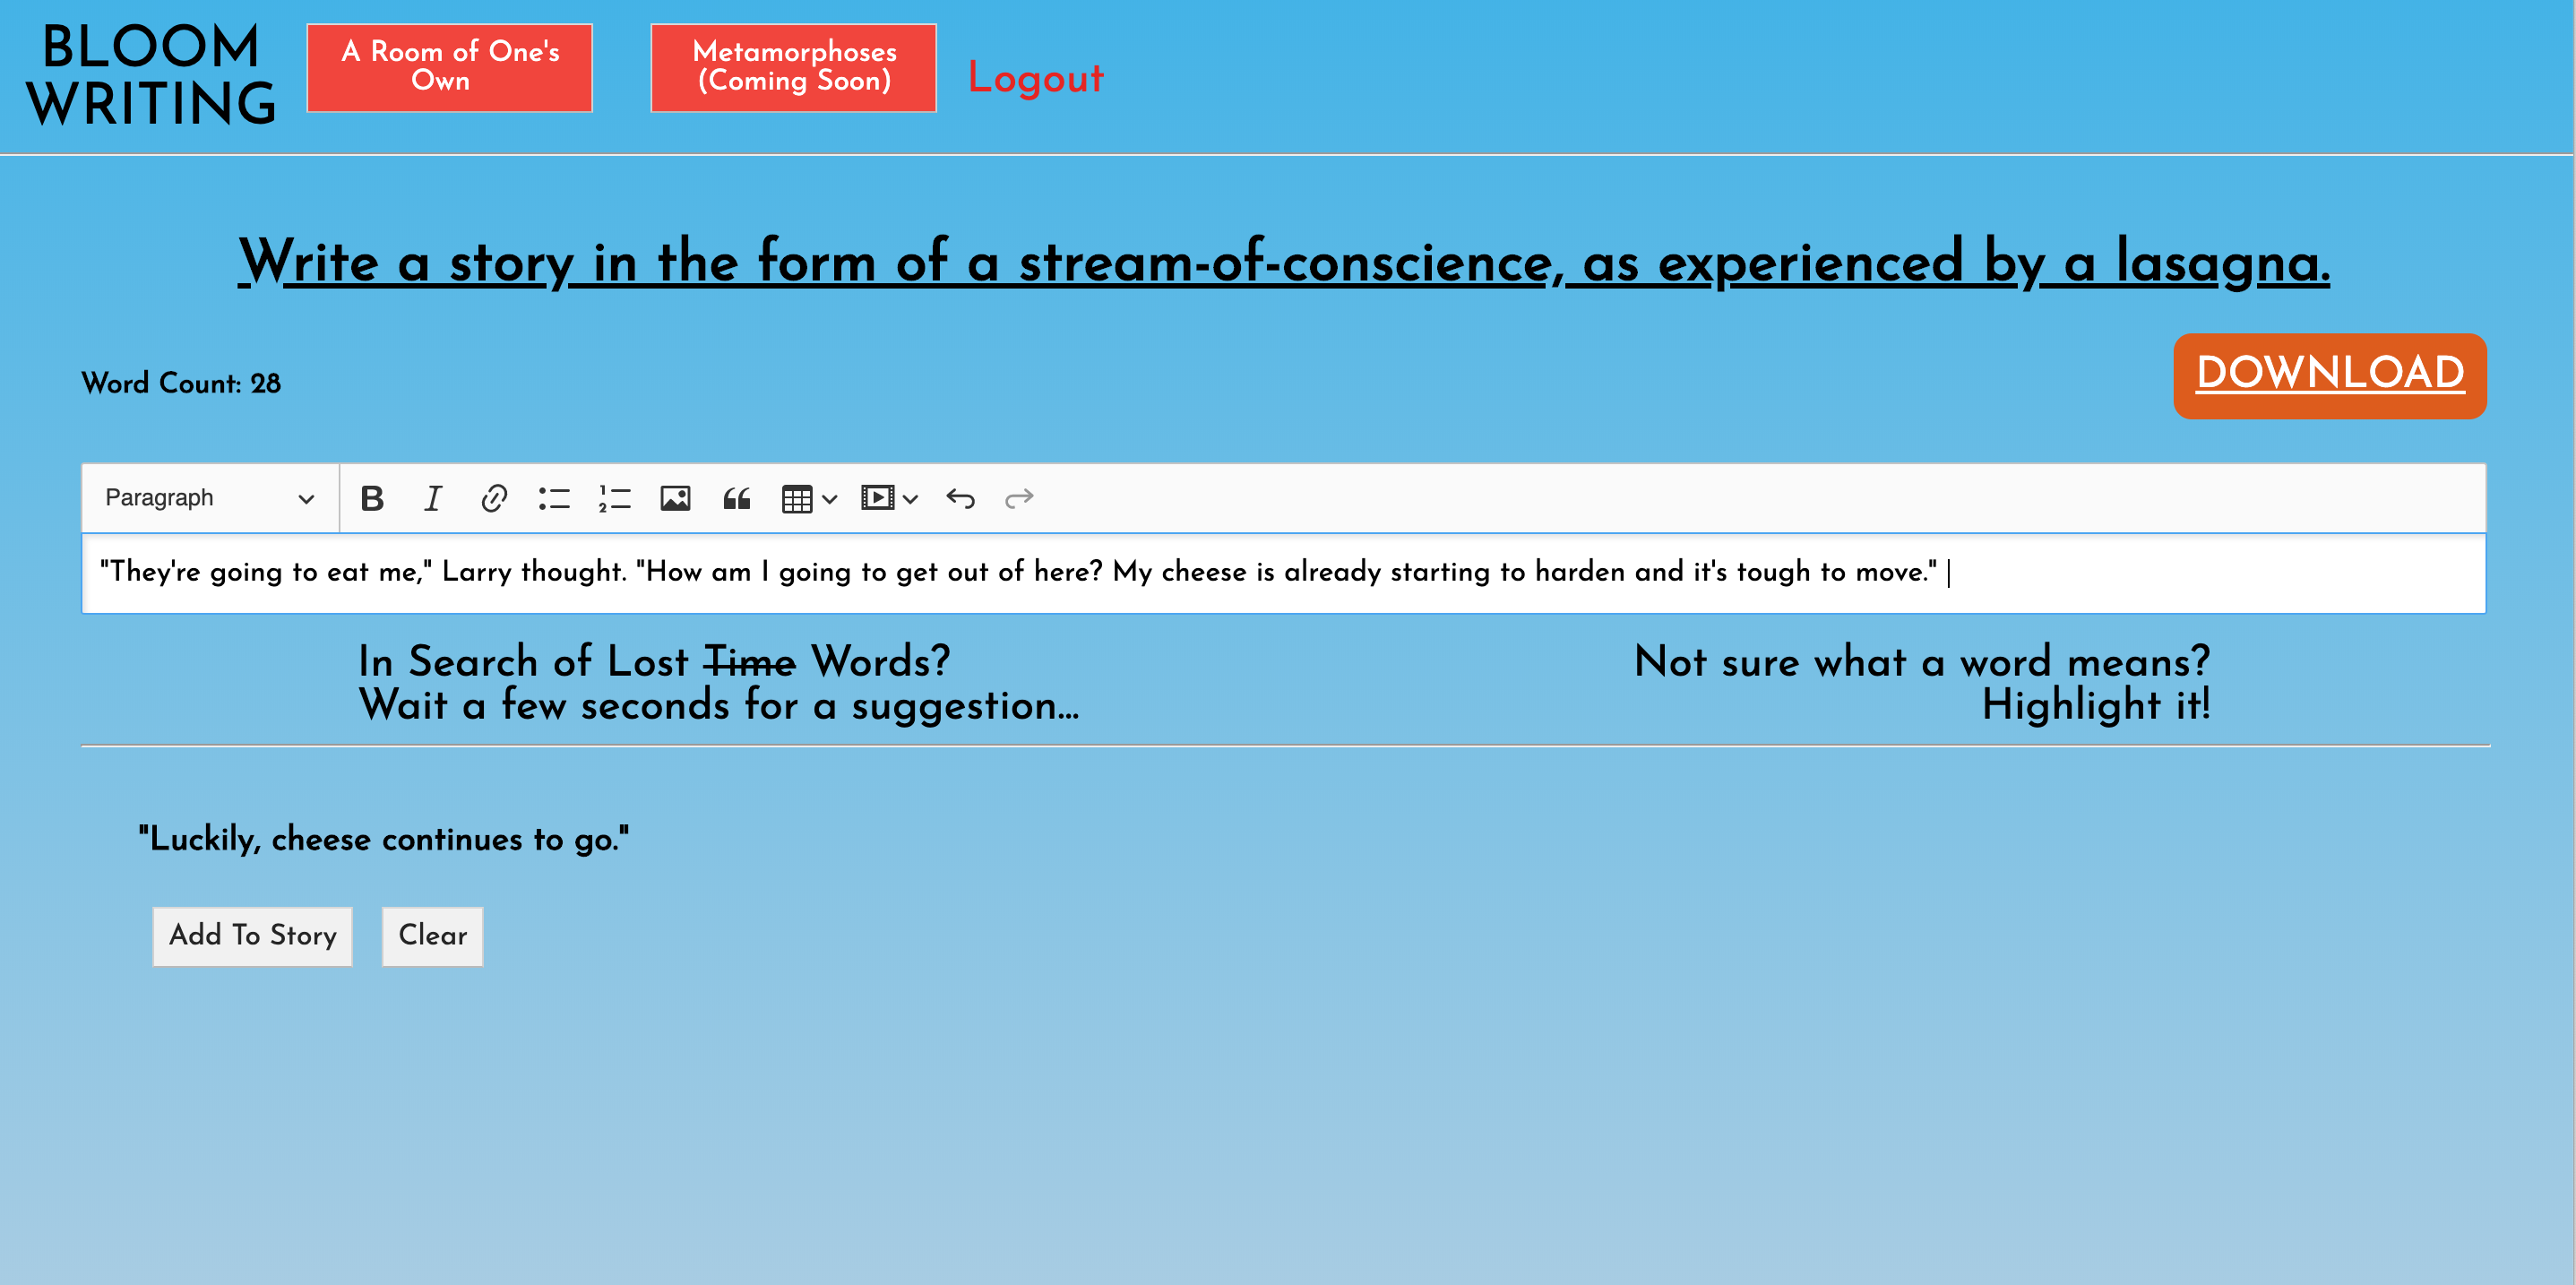 BLOOM
WRITING
A Room of One's
Own
Metamorphoses
(Coming Soon)
Logout
Write a story in the form of a stream-of-conscience, as experienced by a lasagna.
Word Count: 28
DOWNLOAD
Paragraph
"They're going to eat me," Larry thought. "How am I going to get out of here? My cheese is already starting to harden and it's tough to move."
In Search of Lost Time Words?
Wait a few seconds for a suggestion...
Not sure what a word means?
Highlight it!
"Luckily, cheese continues to go."
Add To Story
Clear